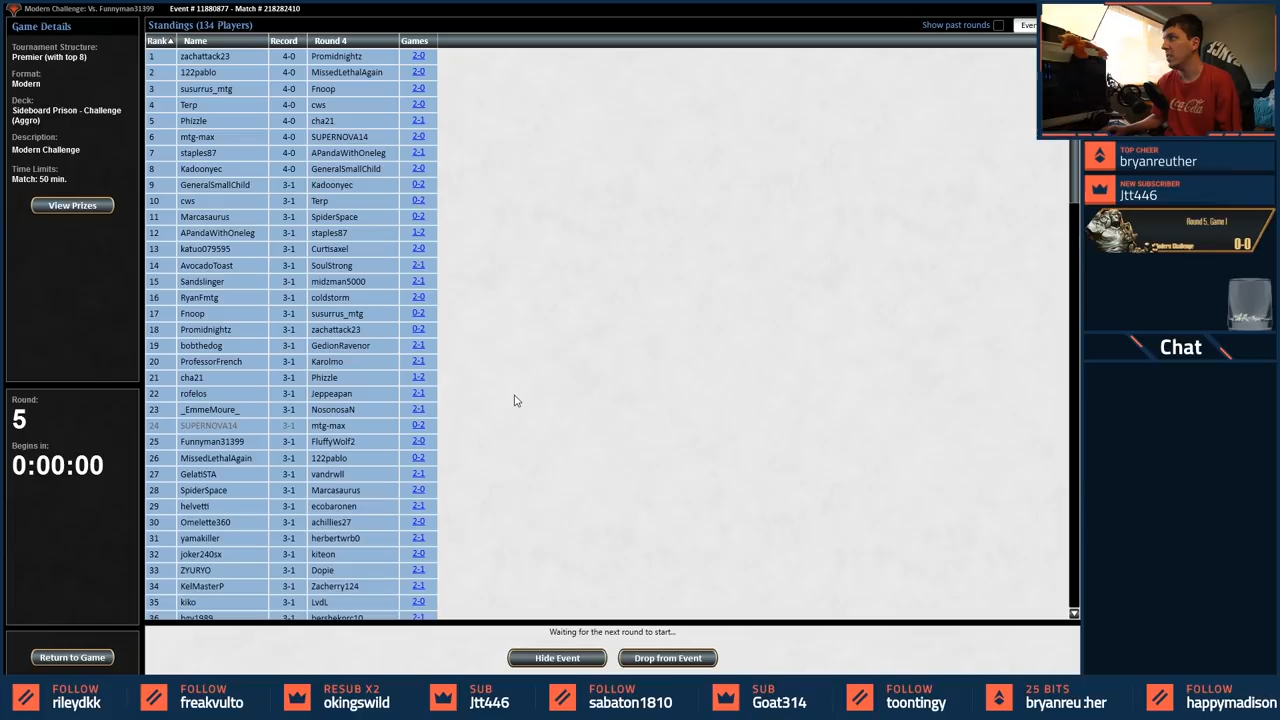 Modern Challenge: Vs. Funnyman31399 Event # 11880877 - Match # 218282410
Game Details
Tournament Structure:
Premier (with top 8)
Format:
Modern
Deck:
Sideboard Prison - Challenge
(Aggro)
Description:
Modern Challenge
Time Limits:
Match: 50 min.
View Prizes
Round:
5
Begins in:
0:00:00
Return to Game
Standings (134 Players) Show past rounds
Rank Name Record Round 4 Games
1 zachattack23 4-0 Promidnightz 2-0
2 122pablo 4-0 MissedLethalAgain 2-0
3 susurrus_mtg 4-0 Fnoop 2-0
4 Terp 4-0 cws 2-0
5 Phizzle 4-0 cha21 2-1
6 mtg-max 4-0 SUPERNOVA14 2-0
7 staples87 4-0 APandaWithOneleg 2-1
8 Kadoonyec 4-0 GeneralSmallChild 2-0
9 GeneralSmallChild 3-1 Kadoonyec 0-2
10 cws 3-1 Terp 0-2
11 Marcasaurus 3-1 SpiderSpace 0-2
12 APandaWithOneleg 3-1 staples87 1-2
13 katuo079595 3-1 Curtisaxel 2-0
14 AvocadoToast 3-1 SoulStrong 2-1
15 Sandslinger 3-1 midzman5000 2-1
16 RyanFmtg 3-1 coldstorm 2-0
17 Fnoop 3-1 susurrus_mtg 0-2
18 Promidnightz 3-1 zachattack23 0-2
19 bobthedog 3-1 GedionRavenor 2-1
20 ProfessorFrench 3-1 Karolmo 2-1
21 cha21 3-1 Phizzle 1-2
22 rofelos 3-1 Jeppeapan 2-1
23 _EmmeMoure_ 3-1 NosonosaN 2-1
24 SUPERNOVA14 3-1 mtg-max 0-2
25 Funnyman31399 3-1 FluffyWolf2 2-0
26 MissedLethalAgain 3-1 122pablo 0-2
27 GelatiSTA 3-1 vandrwll 2-1
28 SpiderSpace 3-1 Marcasaurus 2-0
29 helvetti 3-1 ecobaronen 2-1
30 Omelette360 3-1 achillies27 2-0
31 yamakiller 3-1 herbertwrb0 2-1
32 joker240sx 3-1 kiteon 2-0
33 ZYURYO 3-1 Dopie 2-1
34 KelMasterP 3-1 Zacherry124 2-1
35 kiko 3-1 LvdL 2-0
Waiting for the next round to start...
Hide Event Drop from Event
Coca-Cola
TOP CHEER
bryanreuther
NEW SUBSCRIBER
Jtt446
Round 5, Game 1
Modern Challenge 0-0
Chat
FOLLOW
rileydkk
FOLLOW
freakvulto
RESUB X2
okingswild
SUB
Jtt446
FOLLOW
sabaton1810
SUB
Goat314
FOLLOW
toontingy
25 BITS
FOLLOW